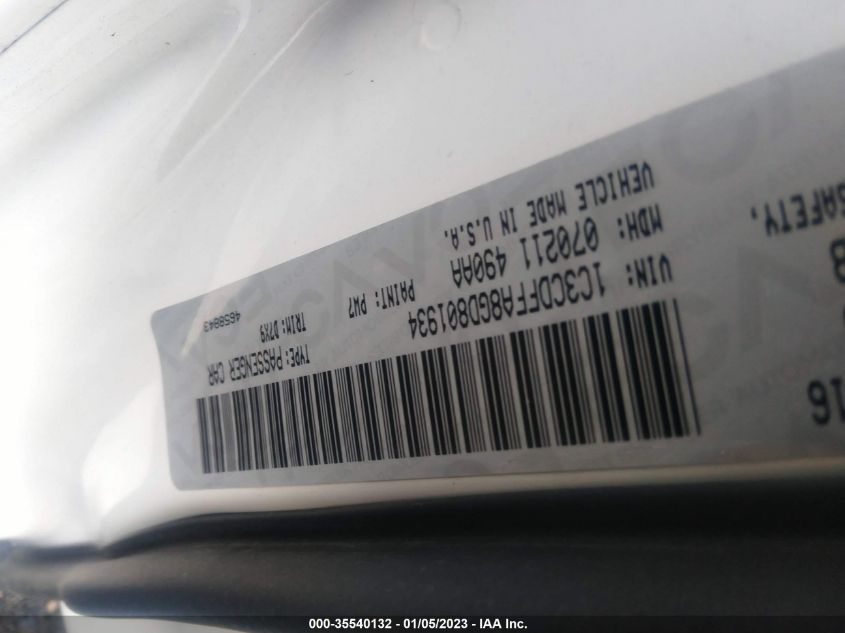 SAFETY,
16
VIN: 1C3CDFFA8GD801934
TYPE: PASSENGER CAR
MDH: 070211 490AA
PAINT: PW7
TRIM: D7X9
VEHICLE MADE IN U.S.A.
4658843
000-35540132 - 01/05/2023 - IAA Inc.